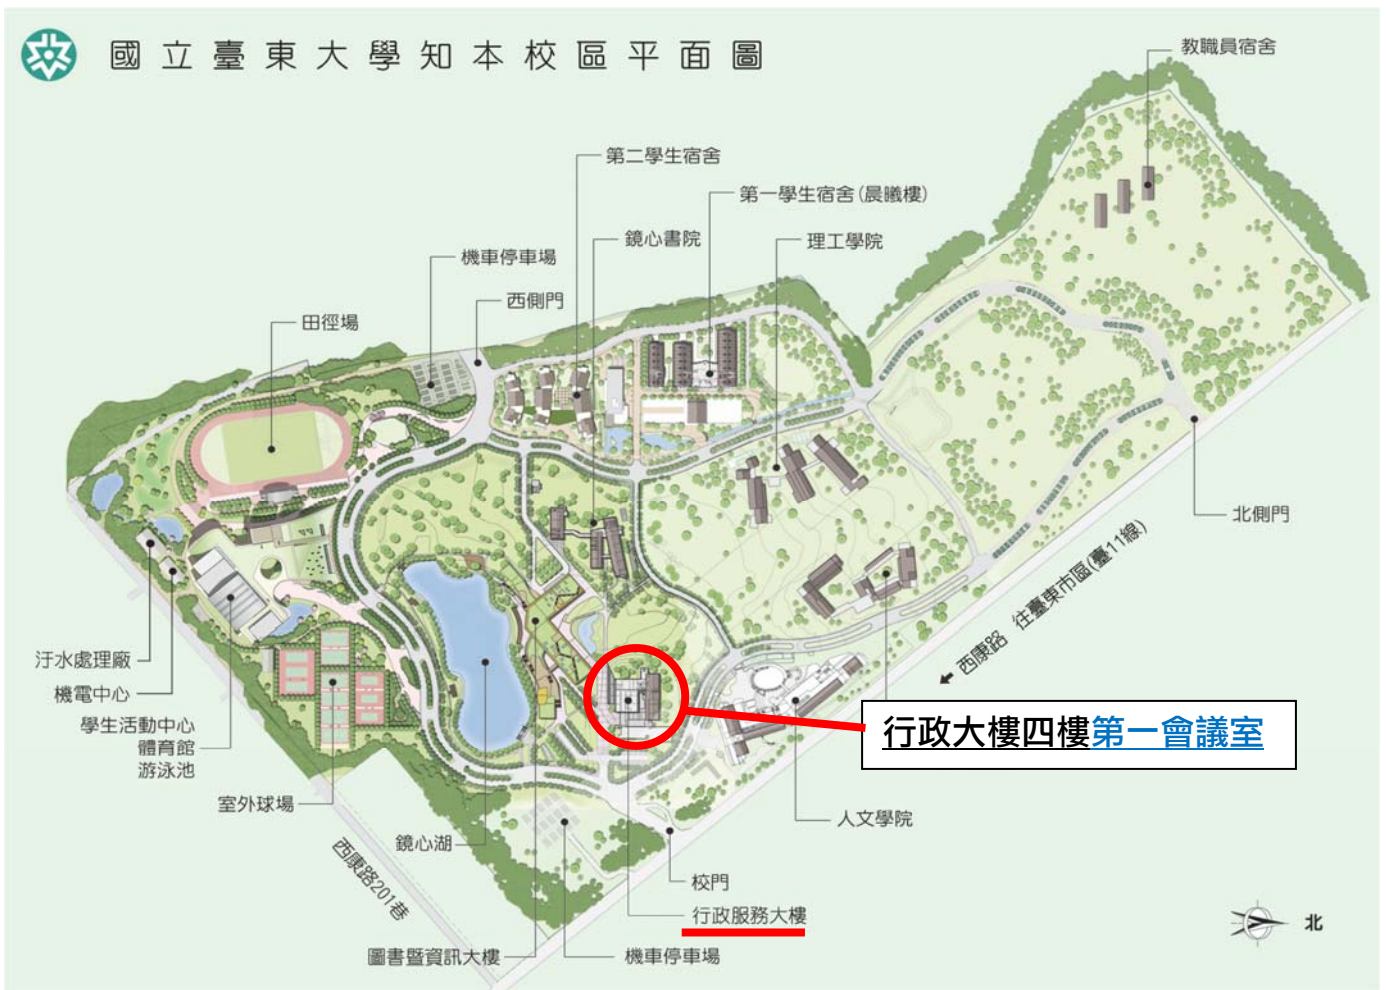 國立臺東大學知本校區平面圖
教職員宿舍
第二學生宿舍
第一學生宿舍(晨曦樓)
鏡心書院
理工學院
機車停車場
西側門
田徑場
北側門
西康路 往臺東市區(臺11線)
汙水處理廠
機電中心
學生活動中心
體育館
游泳池
室外球場
鏡心湖
西康路201巷
行政大樓四樓第一會議室
人文學院
校門
行政服務大樓
圖書暨資訊大樓
機車停車場
北